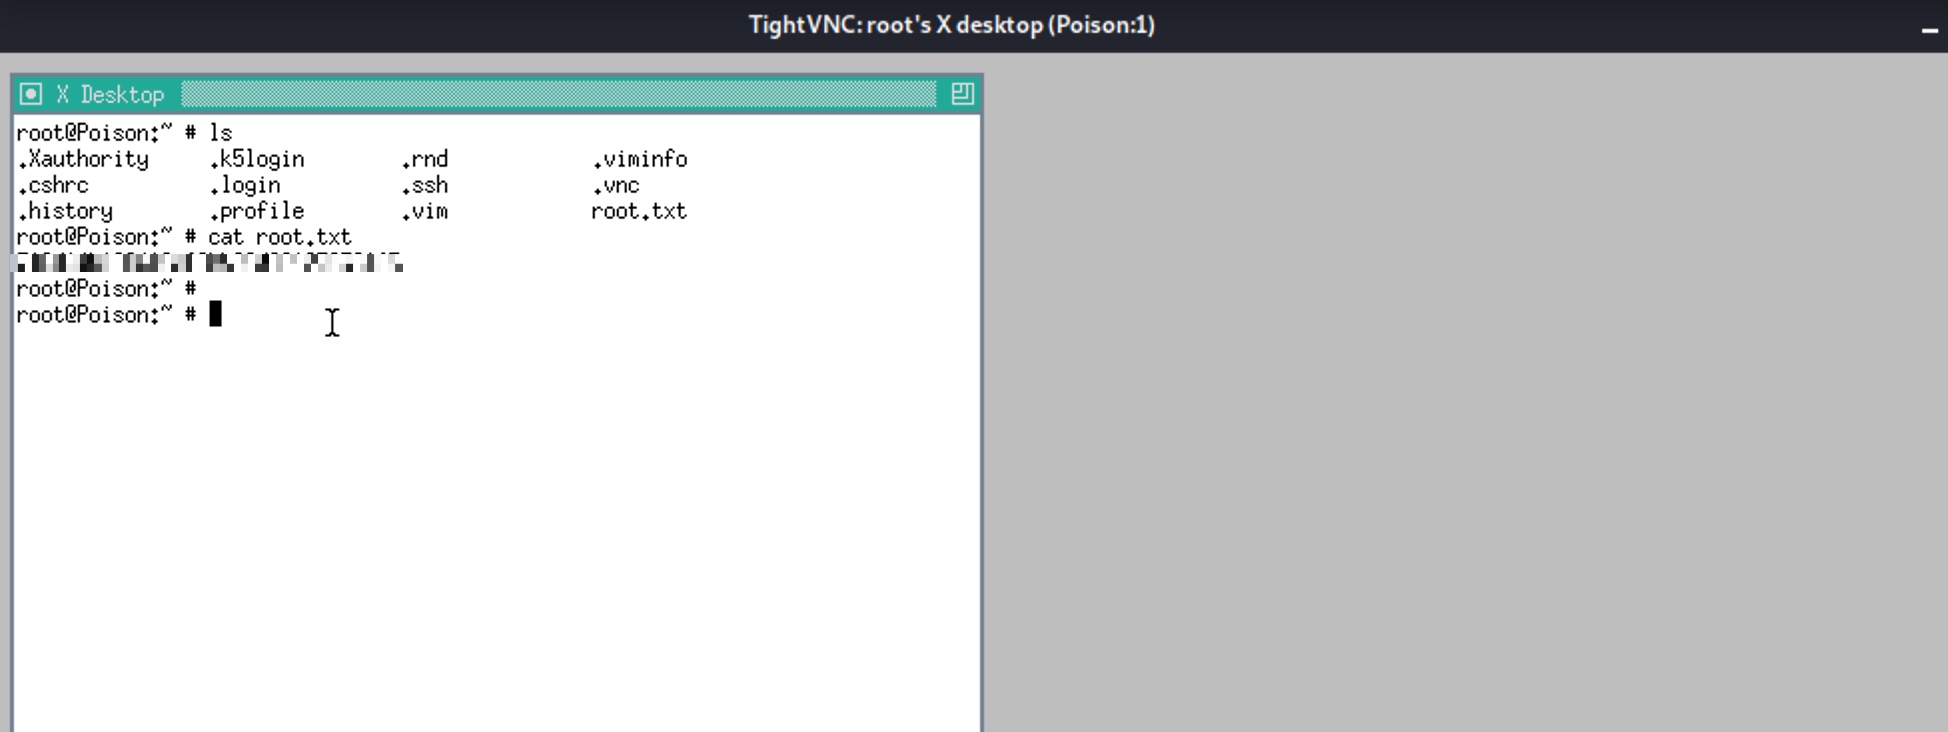 TightVNC: root's X desktop (Poison:1)
X Desktop
root@Poison:~ # ls
.Xauthority .k5login .rnd .viminfo
.cshrc .login .ssh .vnc
.history .profile .vim root.txt
root@Poison:~ # cat root.txt
root@Poison:~ #
root@Poison:~ #